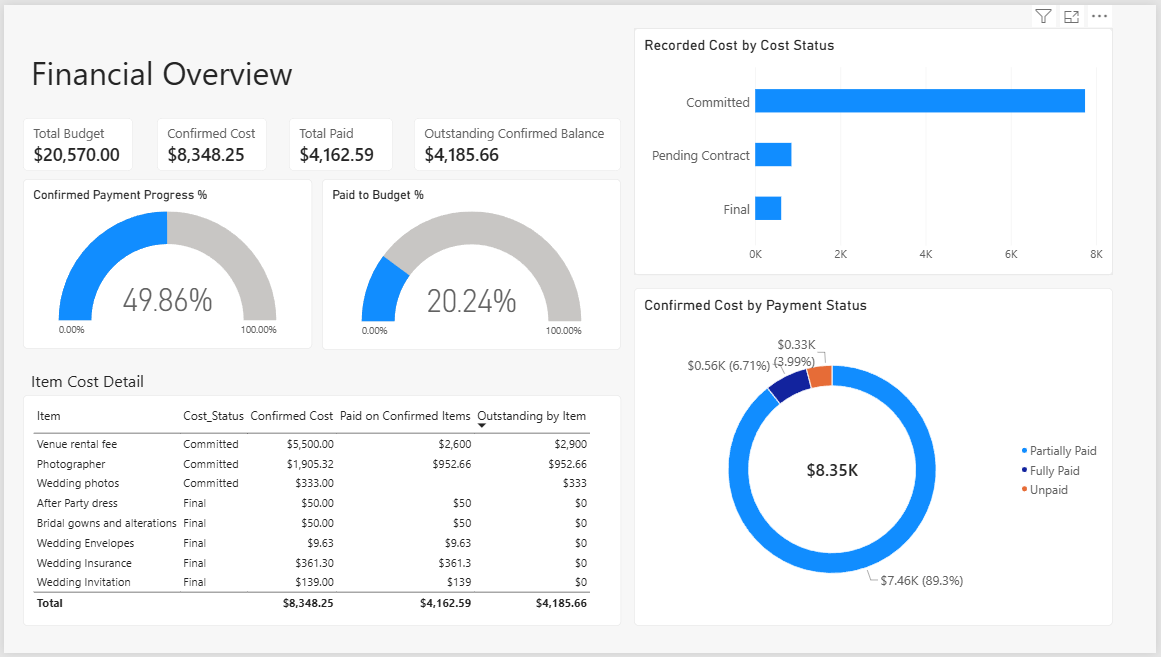 Financial Overview
Total Budget
$20,570.00
Confirmed Cost
$8,348.25
Total Paid
$4,162.59
Outstanding Confirmed Balance
$4,185.66
Confirmed Payment Progress %
49.86%
0.00%
100.00%
Paid to Budget %
20.24%
0.00%
100.00%
Item Cost Detail
Item Cost_Status Confirmed Cost Paid on Confirmed Items Outstanding by Item
Venue rental fee Committed $5,500.00 $2,600 $2,900
Photographer Committed $1,905.32 $952.66 $952.66
Wedding photos Committed $333.00 $333
After Party dress Final $50.00 $50 $0
Bridal gowns and alterations Final $50.00 $50 $0
Wedding Envelopes Final $9.63 $9.63 $0
Wedding Insurance Final $361.30 $361.3 $0
Wedding Invitation Final $139.00 $139 $0
Total $8,348.25 $4,162.59 $4,185.66
Recorded Cost by Cost Status
Committed
Pending Contract
Final
0K 2K 4K 6K 8K
Confirmed Cost by Payment Status
$0.33K
(3.99%)
$0.56K (6.71%)
$8.35K
$7.46K (89.3%)
Partially Paid
Fully Paid
Unpaid